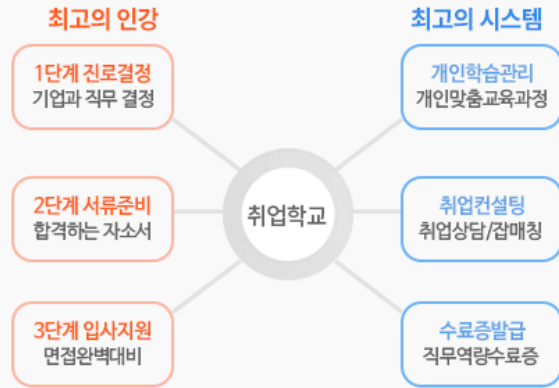 최고의 인강
최고의 시스템
1단계 진로결정
기업과 직무 결정
개인학습관리
개인맞춤교육과정
2단계 서류준비
합격하는 자소서
취업학교
취업컨설팅
취업상담/잡매칭
3단계 입사지원
면접완벽대비
수료증발급
직무역량수료증